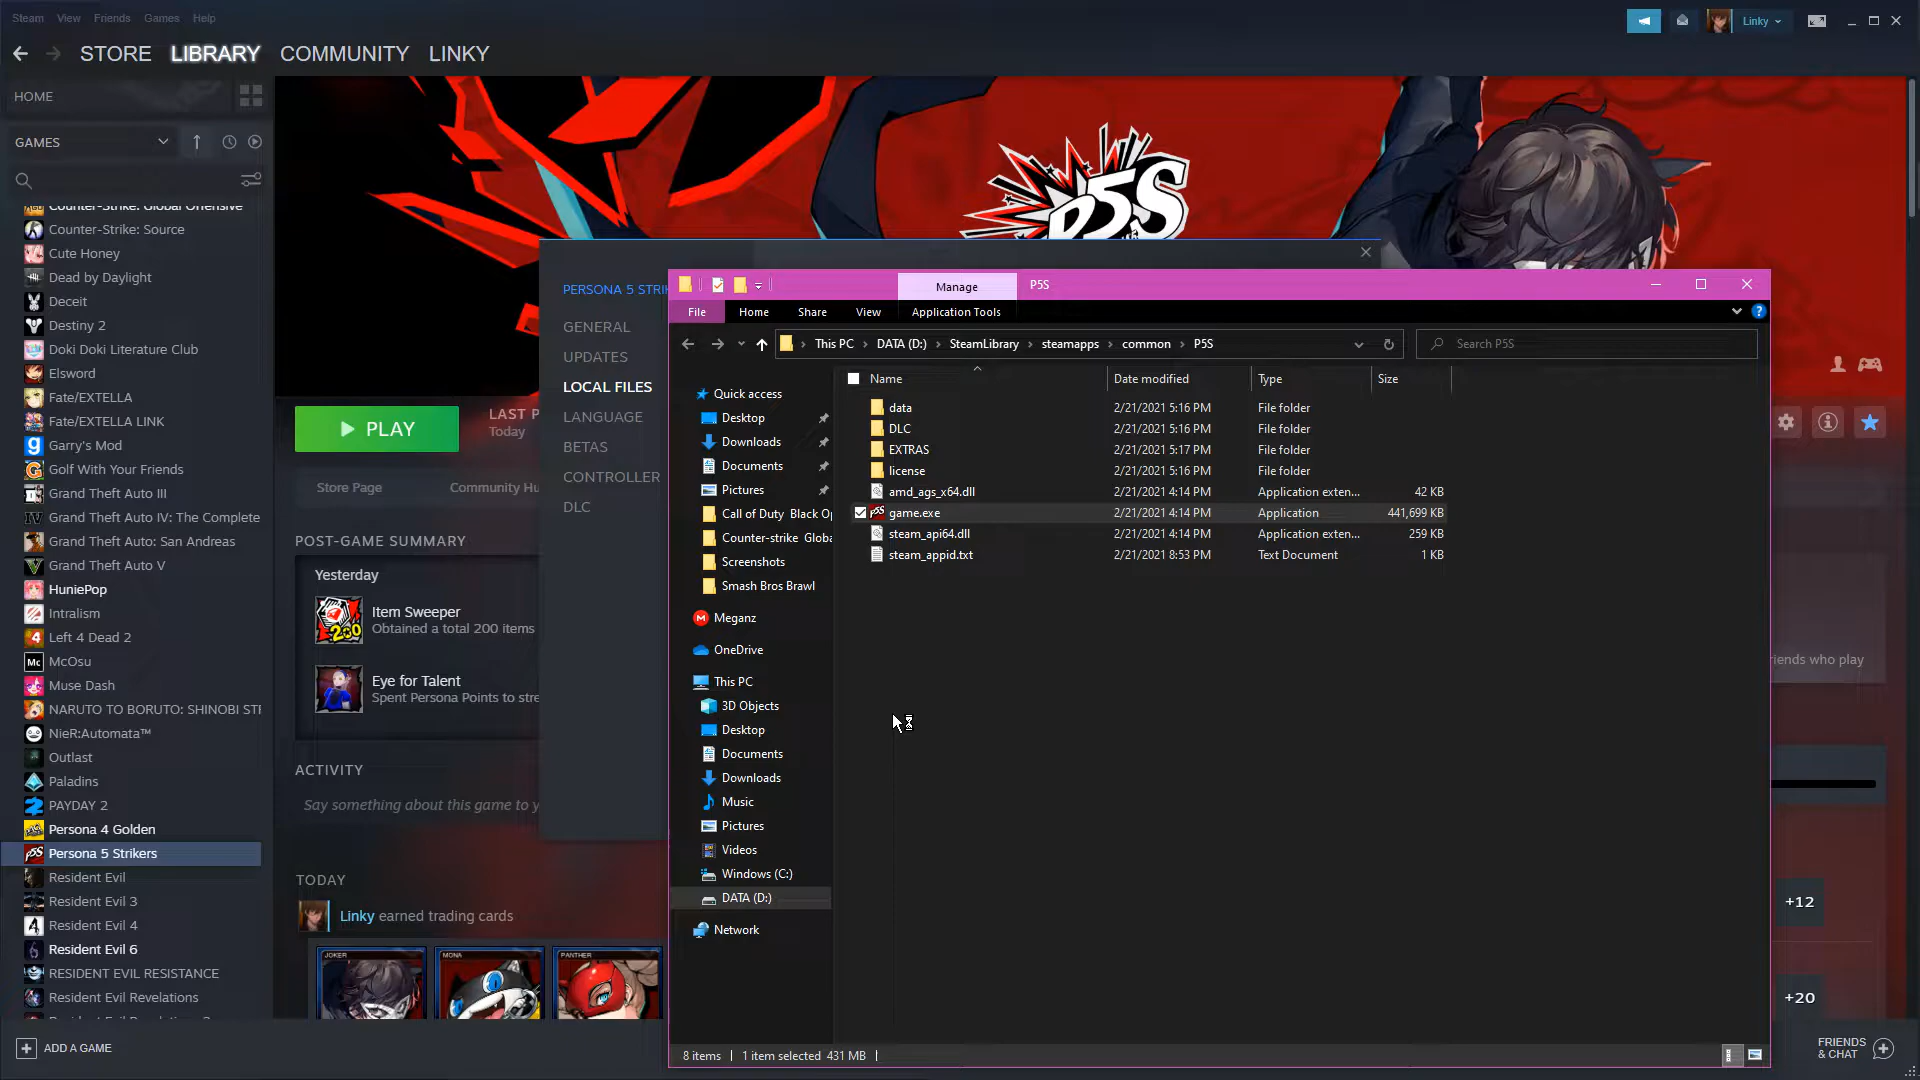 Steam View Friends Games Help
Linky
STORE LIBRARY COMMUNITY LINKY
HOME
GAMES
Counter-Strike: Global Offensive
Counter-Strike: Source
Cute Honey
Dead by Daylight
Deceit
Destiny 2
Doki Doki Literature Club
Elsword
Fate/EXTELLA
Fate/EXTELLA LINK
Garry's Mod
Golf With Your Friends
Grand Theft Auto III
Grand Theft Auto IV: The Complete
Grand Theft Auto: San Andreas
Grand Theft Auto V
HuniePop
Intralism
Left 4 Dead 2
McOsu
Muse Dash
NARUTO TO BORUTO: SHINOBI STR
NieR:Automata™
Outlast
Paladins
PAYDAY 2
Persona 4 Golden
Persona 5 Strikers
Resident Evil
Resident Evil 3
Resident Evil 4
Resident Evil 6
RESIDENT EVIL RESISTANCE
Resident Evil Revelations
ADD A GAME
P5S
PLAY
LAST P
Today
Store Page Community Hu
POST-GAME SUMMARY
Yesterday
200
Item Sweeper
Obtained a total 200 items
Eye for Talent
Spent Persona Points to stre
ACTIVITY
Say something about this game to y
TODAY
Linky earned trading cards
JOKER MONA PANTHER
PERSONA 5 STRIK
GENERAL
UPDATES
LOCAL FILES
LANGUAGE
BETAS
CONTROLLER
DLC
Manage P5S
File Home Share View Application Tools
This PC DATA (D:) SteamLibrary steamapps common P5S
Search P5S
Quick access
Desktop
Downloads
Documents
Pictures
Call of Duty Black Op
Counter-strike Globa
Screenshots
Smash Bros Brawl
Meganz
OneDrive
This PC
3D Objects
Desktop
Documents
Downloads
Music
Pictures
Videos
Windows (C:)
DATA (D:)
Network
Name Date modified Type Size
data 2/21/2021 5:16 PM File folder
DLC 2/21/2021 5:16 PM File folder
EXTRAS 2/21/2021 5:17 PM File folder
license 2/21/2021 5:16 PM File folder
amd_ags_x64.dll 2/21/2021 4:14 PM Application exten... 42 KB
game.exe 2/21/2021 4:14 PM Application 441,699 KB
steam_api64.dll 2/21/2021 4:14 PM Application exten... 259 KB
steam_appid.txt 2/21/2021 8:53 PM Text Document 1 KB
8 items 1 item selected 431 MB
iends who play
+12
+20
FRIENDS
& CHAT